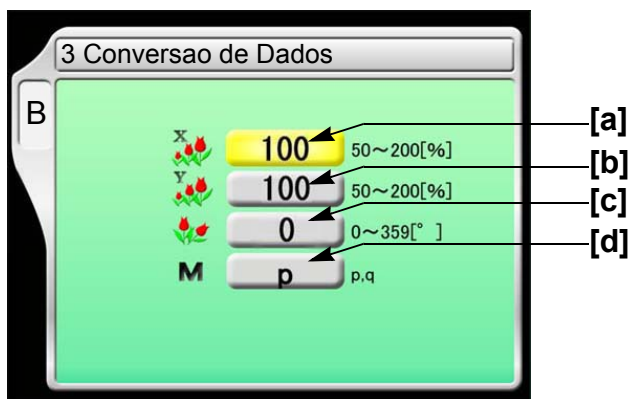 3 Conversao de Dados
B
X 100 50～200[%] [a]
Y 100 50～200[%] [b]
0 0～359[° ] [c]
M p p,q [d]